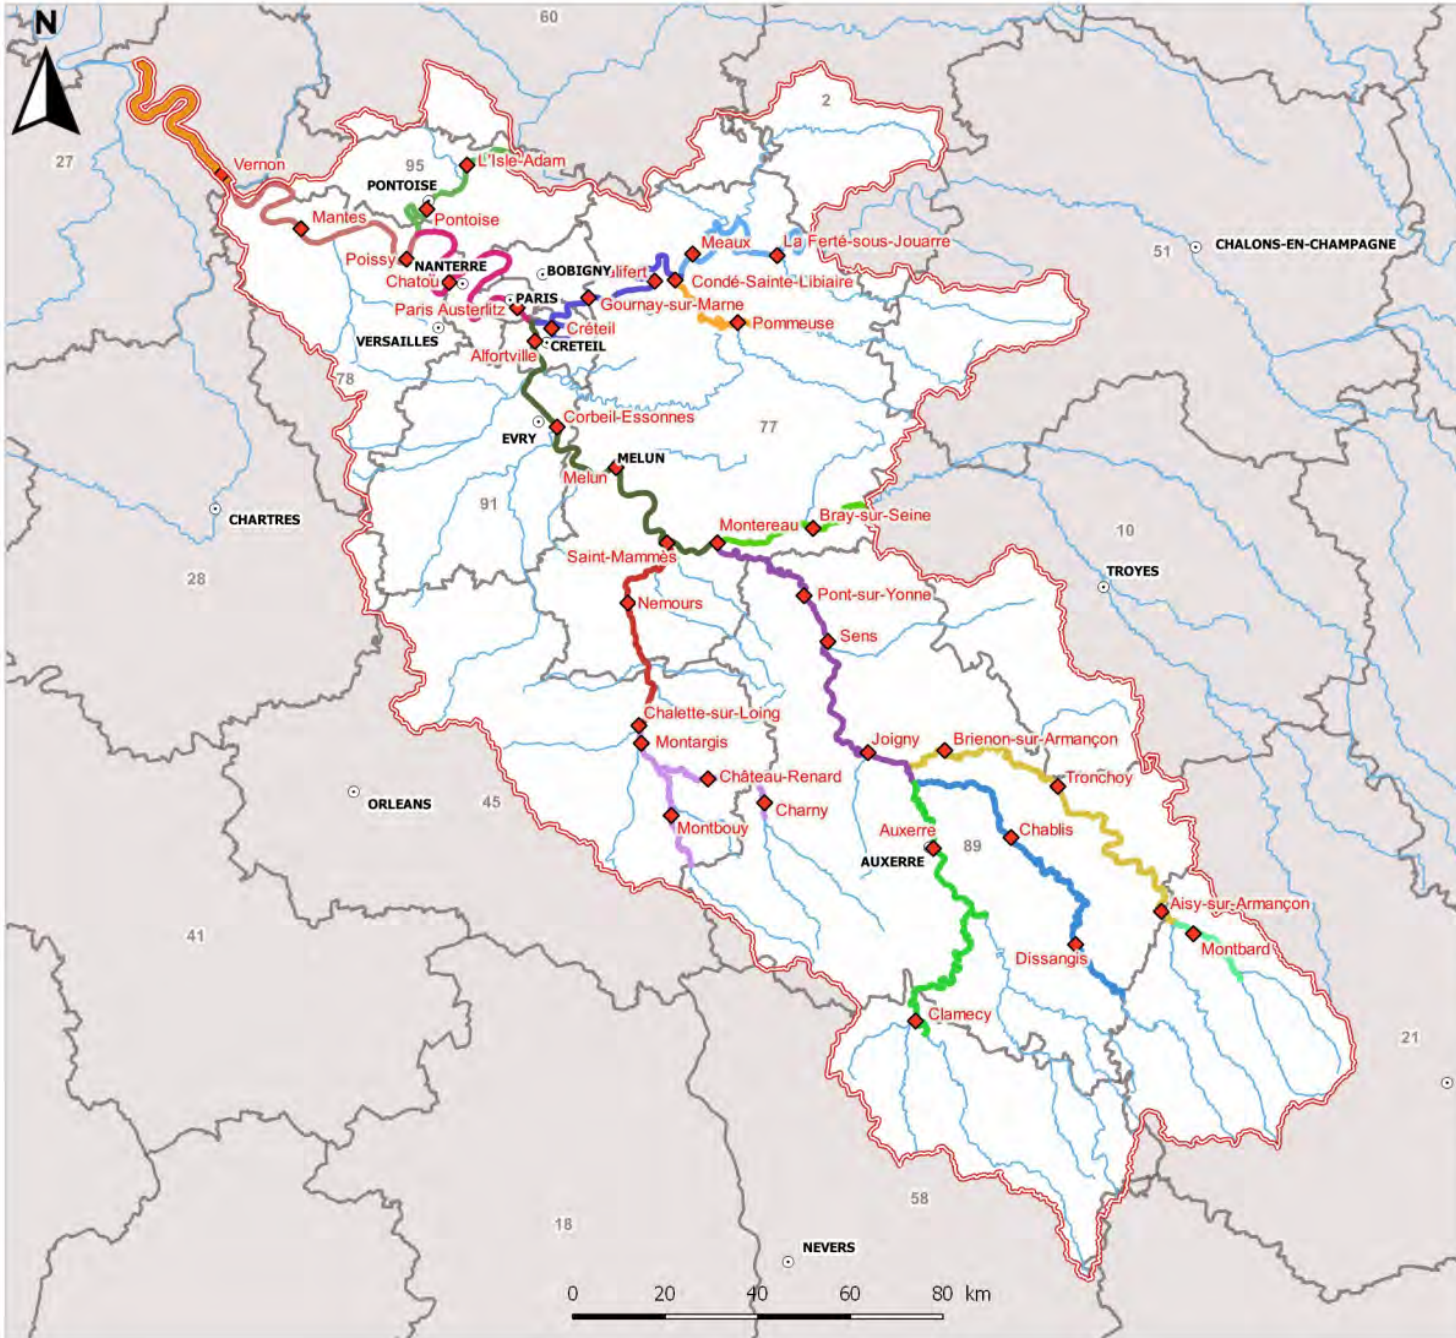 60
N
2
27
Vernon
95
L'Isle-Adam
PONTOISE
Pontoise
Mantes
Meaux
La Ferté-sous-Jouarre
51
CHALONS-EN-CHAMPAGNE
Poissy
NANTERRE
BOBIGNY
alifert
Condé-Sainte-Libiaire
Chatou
Gournay-sur-Marne
Paris Austerlitz
PARIS
Créteil
Pommeuse
VERSAILLES
CRETEIL
Alfortville
78
Corbeil-Essonnes
EVRY
77
MELUN
Melun
91
CHARTRES
Montereau
Bray-sur-Seine
10
Saint-Mammès
TROYES
28
Nemours
Pont-sur-Yonne
Sens
Chalette-sur-Loing
Montargis
Joigny
Brienon-sur-Armançon
Château-Renard
Tronchoy
ORLEANS
45
Charny
Montbouy
Auxerre
Chablis
AUXERRE
89
Aisy-sur-Armançon
41
Montbard
Dissangis
Clamecy
21
58
18
NEVERS
0 20 40 60 80 km